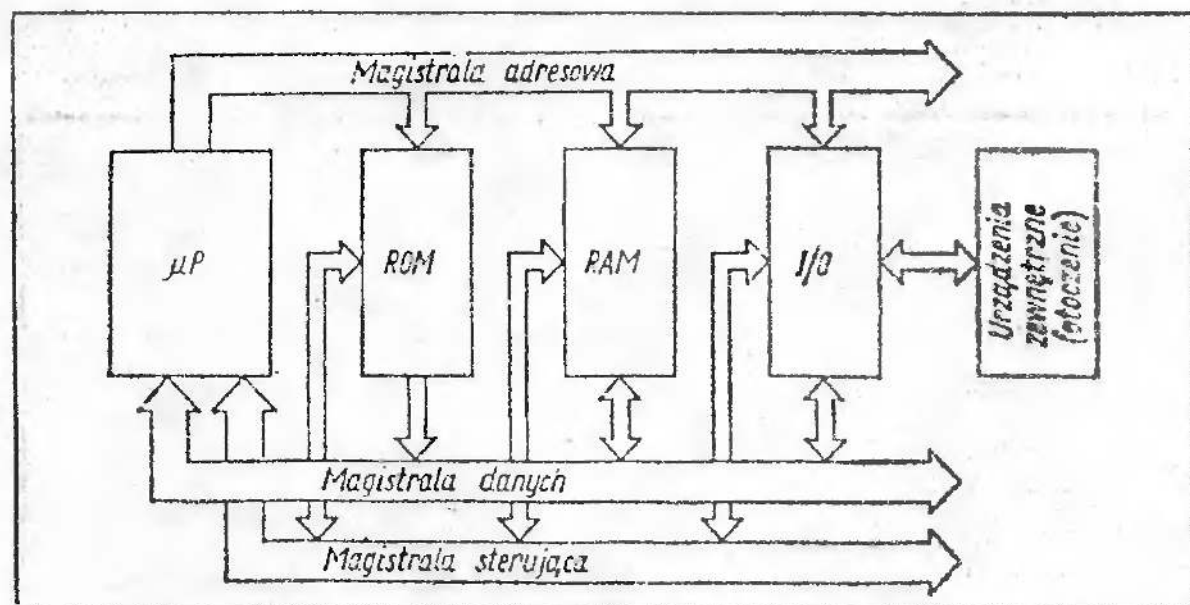 Magistrala adresowa
μP
ROM
RAM
I/O
Urządzenia
zewnętrzne
(otoczenie)
Magistrala danych
Magistrala sterująca